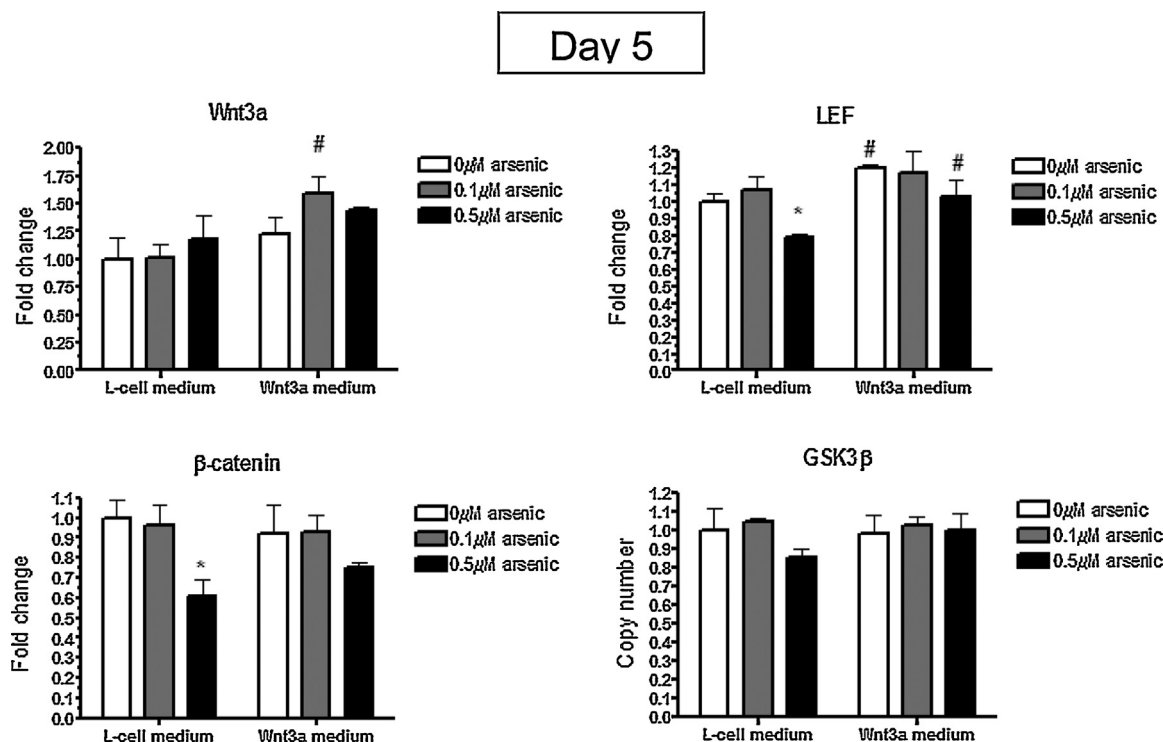 Day 5
Wnt3a
Fold change
2.00
1.75
1.50
1.25
1.00
0.75
0.50
0.25
0.00
#
L-cell medium
Wnt3a medium
0µM arsenic
0.1µM arsenic
0.5µM arsenic
LEF
Fold change
1.3
1.2
1.1
1.0
0.9
0.8
0.7
0.6
0.5
0.4
0.3
0.2
0.1
0.0
*
#
#
L-cell medium
Wnt3a medium
0µM arsenic
0.1µM arsenic
0.5µM arsenic
β-catenin
Fold change
1.1
1.0
0.9
0.8
0.7
0.6
0.5
0.4
0.3
0.2
0.1
0.0
*
L-cell medium
Wnt3a medium
0µM arsenic
0.1µM arsenic
0.5µM arsenic
GSK3β
Copy number
1.2
1.1
1.0
0.9
0.8
0.7
0.6
0.5
0.4
0.3
0.2
0.1
0.0
L-cell medium
Wnt3a medium
0µM arsenic
0.1µM arsenic
0.5µM arsenic